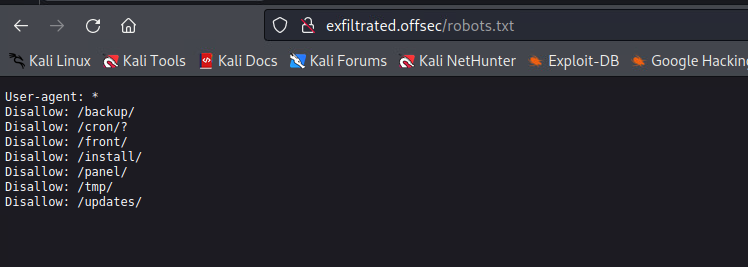 exfiltrated.offsec/robots.txt
Kali Linux Kali Tools Kali Docs Kali Forums Kali NetHunter Exploit-DB Google Hacking
User-agent: *
Disallow: /backup/
Disallow: /cron/?
Disallow: /front/
Disallow: /install/
Disallow: /panel/
Disallow: /tmp/
Disallow: /updates/